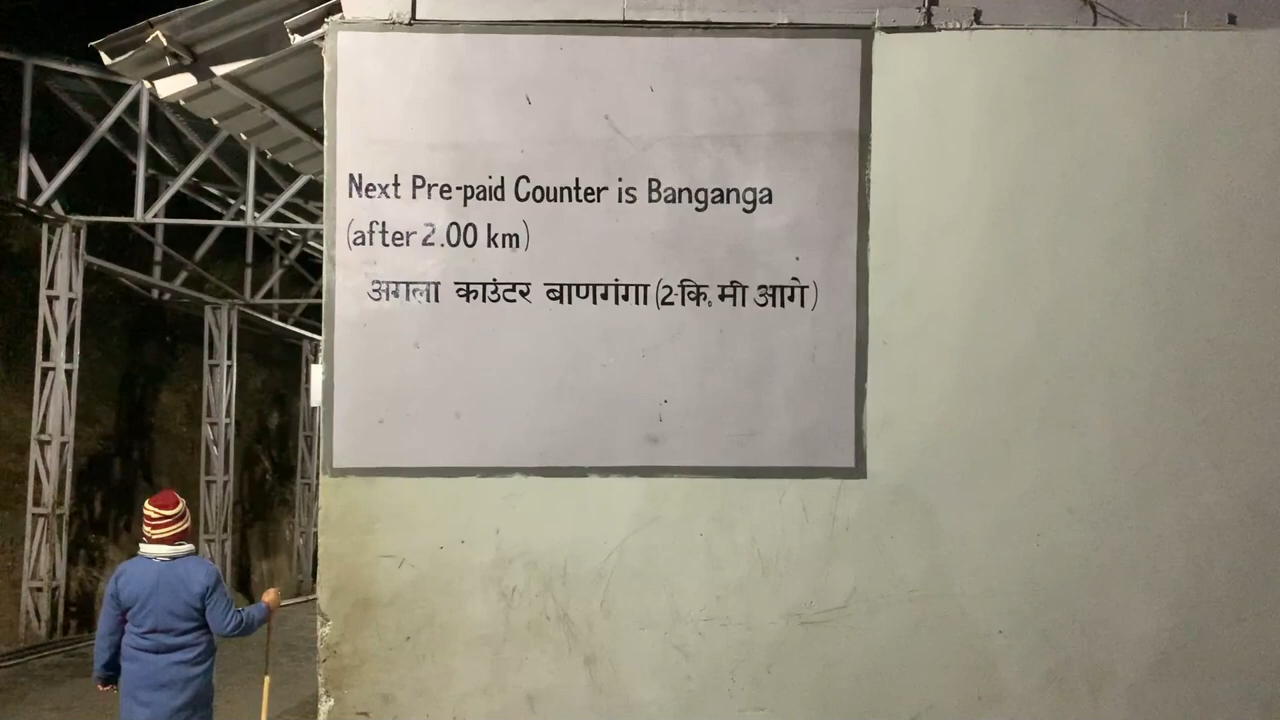 Next Pre-paid Counter is Banganga
(after 2.00 km)
अगला काउंटर बाणगंगा (2-कि. मी आगे)